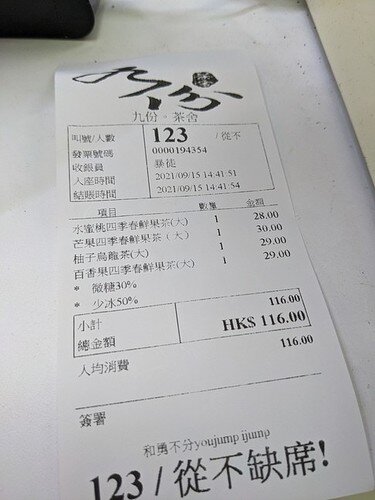 九份
九份。茶舍
叫號/人數 123 /從不
發票號碼 0000194354
收銀員 暴徒
入座時間 2021/09/15 14:41:51
結賬時間 2021/09/15 14:41:54
項目 數量 金額
水蜜桃四季春鮮果茶(大) 1 28.00
芒果四季春鮮果茶(大) 1 30.00
柚子烏龍茶(大) 1 29.00
百香果四季春鮮果茶(大) 1 29.00
* 微糖30%
* 少冰50%
小計 116.00
總金額 HK$ 116.00
人均消費 116.00
簽署
和勇不分youjump ijump
123 / 從不缺席!